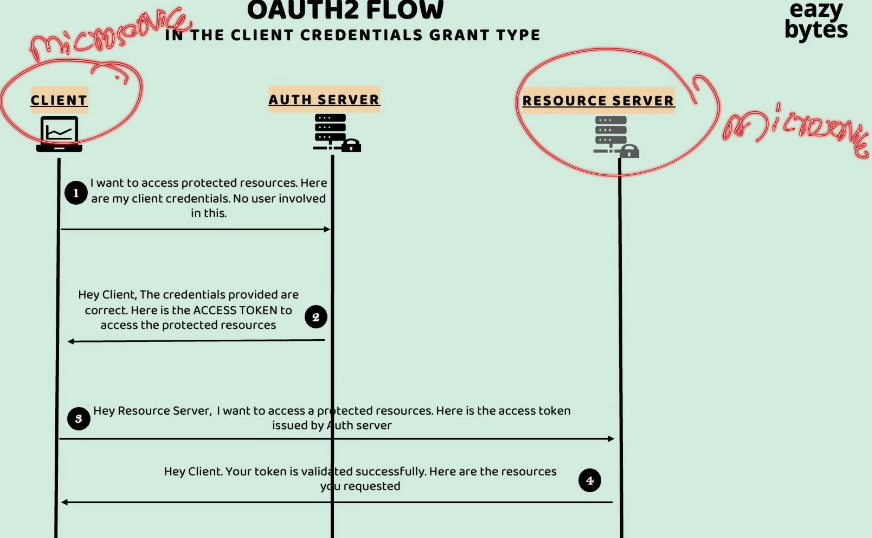 OAUTH2 FLOW
IN THE CLIENT CREDENTIALS GRANT TYPE
eazy
bytes
microservice
CLIENT
AUTH SERVER
RESOURCE SERVER
1
I want to access protected resources. Here
are my client credentials. No user involved
in this.
Hey Client, The credentials provided are
correct. Here is the ACCESS TOKEN to
access the protected resources
2
3
Hey Resource Server, I want to access a protected resources. Here is the access token
issued by Auth server
Hey Client. Your token is validated successfully. Here are the resources
you requested
4